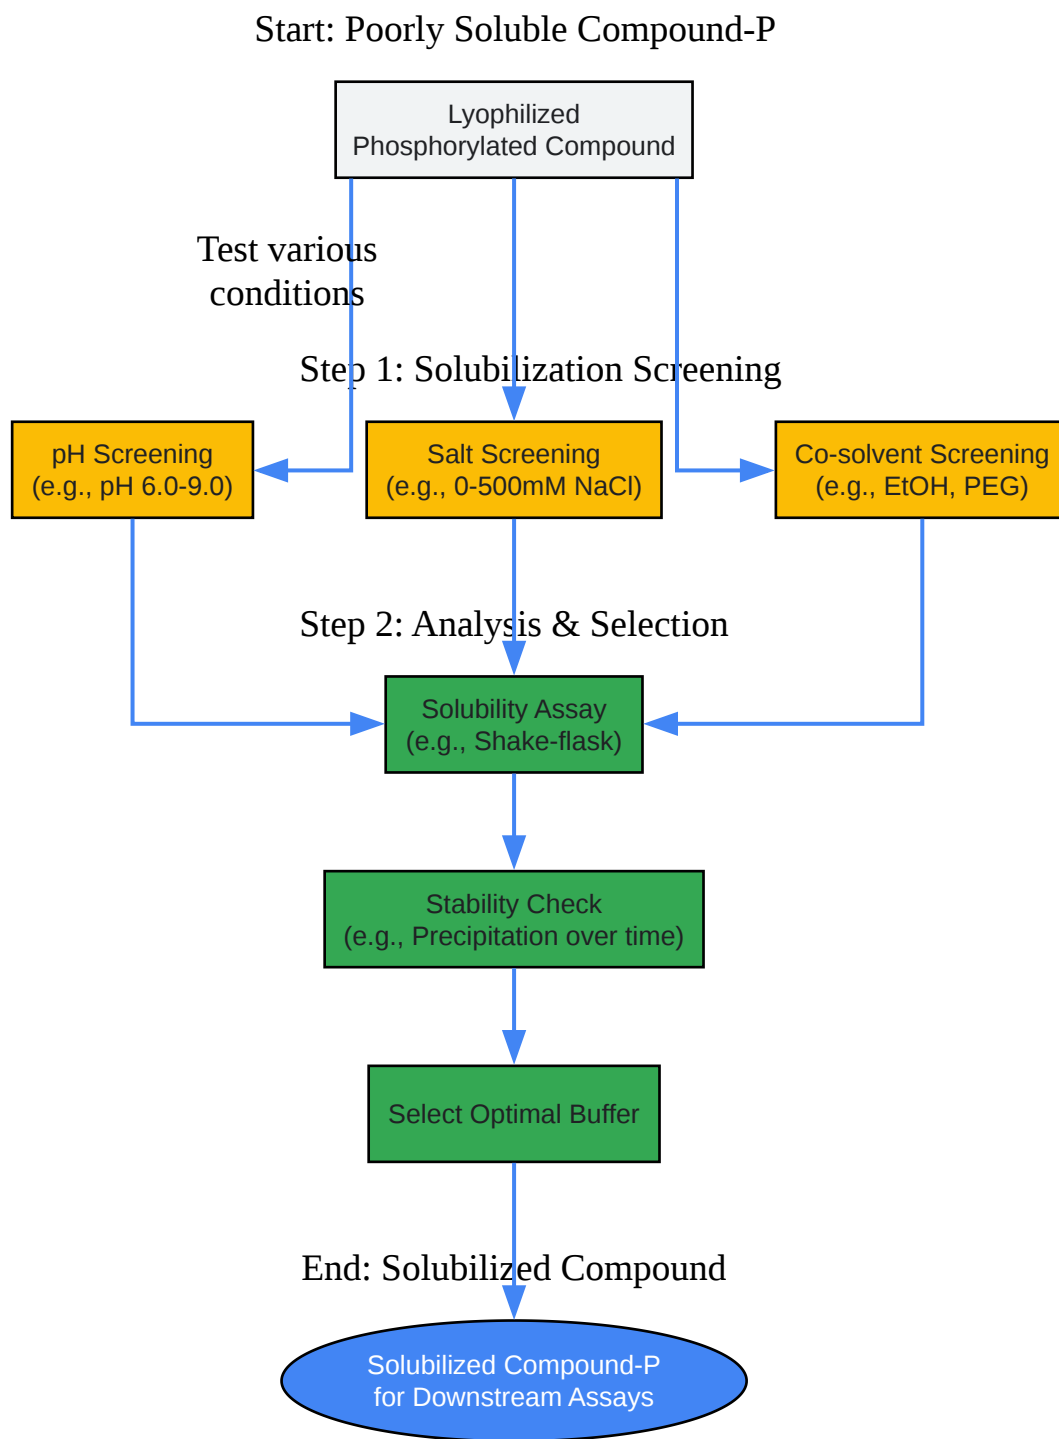 Start: Poorly Soluble Compound-P
Lyophilized
Phosphorylated Compound
Test various
conditions
Step 1: Solubilization Screening
pH Screening
(e.g., pH 6.0-9.0)
Salt Screening
(e.g., 0-500mM NaCl)
Co-solvent Screening
(e.g., EtOH, PEG)
Step 2: Analysis & Selection
Solubility Assay
(e.g., Shake-flask)
Stability Check
(e.g., Precipitation over time)
Select Optimal Buffer
End: Solubilized Compound
Solubilized Compound-P
for Downstream Assays